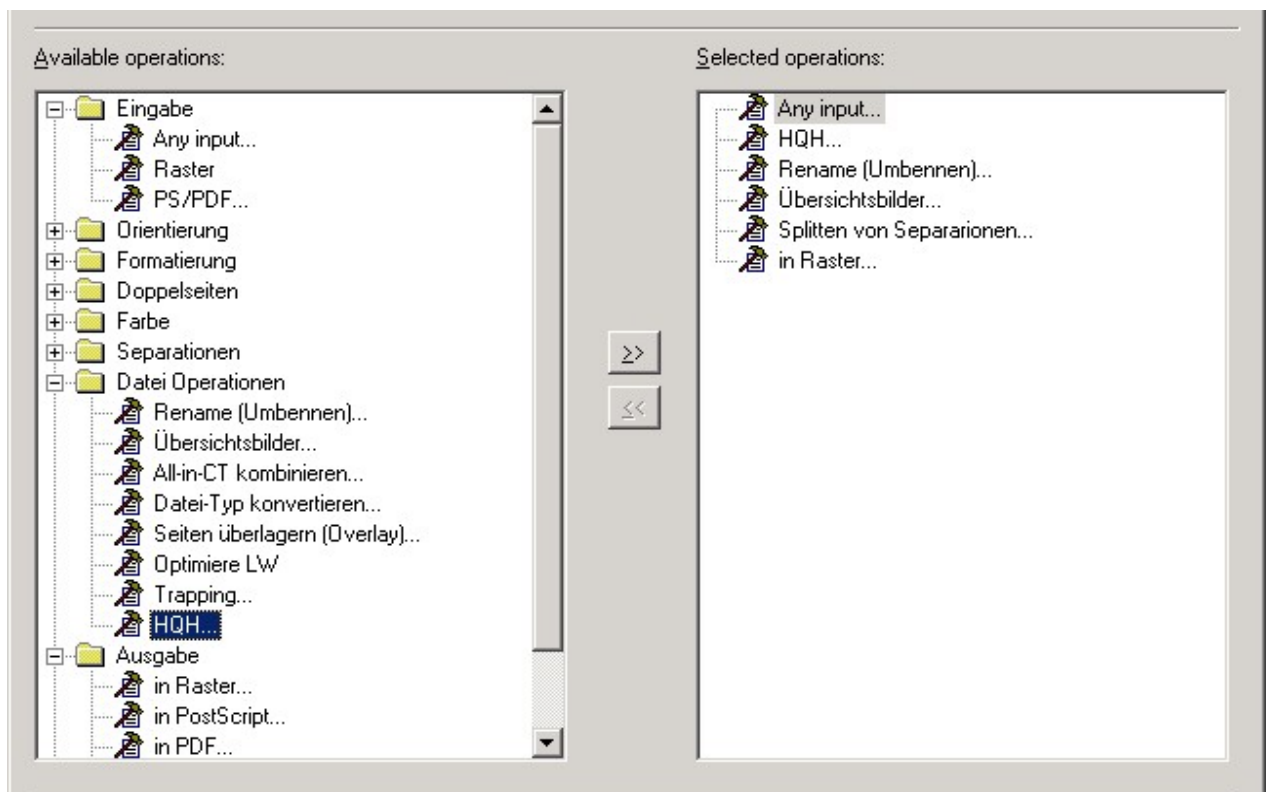 Available operations:
Eingabe
Any input...
Raster
PS/PDF...
Orientierung
Formatierung
Doppelseiten
Farbe
Separationen
Datei Operationen
Rename (Umbennen)...
Übersichtsbilder...
All-in-CT kombinieren...
Datei-Typ konvertieren...
Seiten überlagern (Overlay)...
Optimiere LW
Trapping...
HQH...
Ausgabe
in Raster...
in PostScript...
in PDF...
>>
<<
Selected operations:
Any input...
HQH...
Rename (Umbennen)...
Übersichtsbilder...
Splitten von Separarionen...
in Raster...